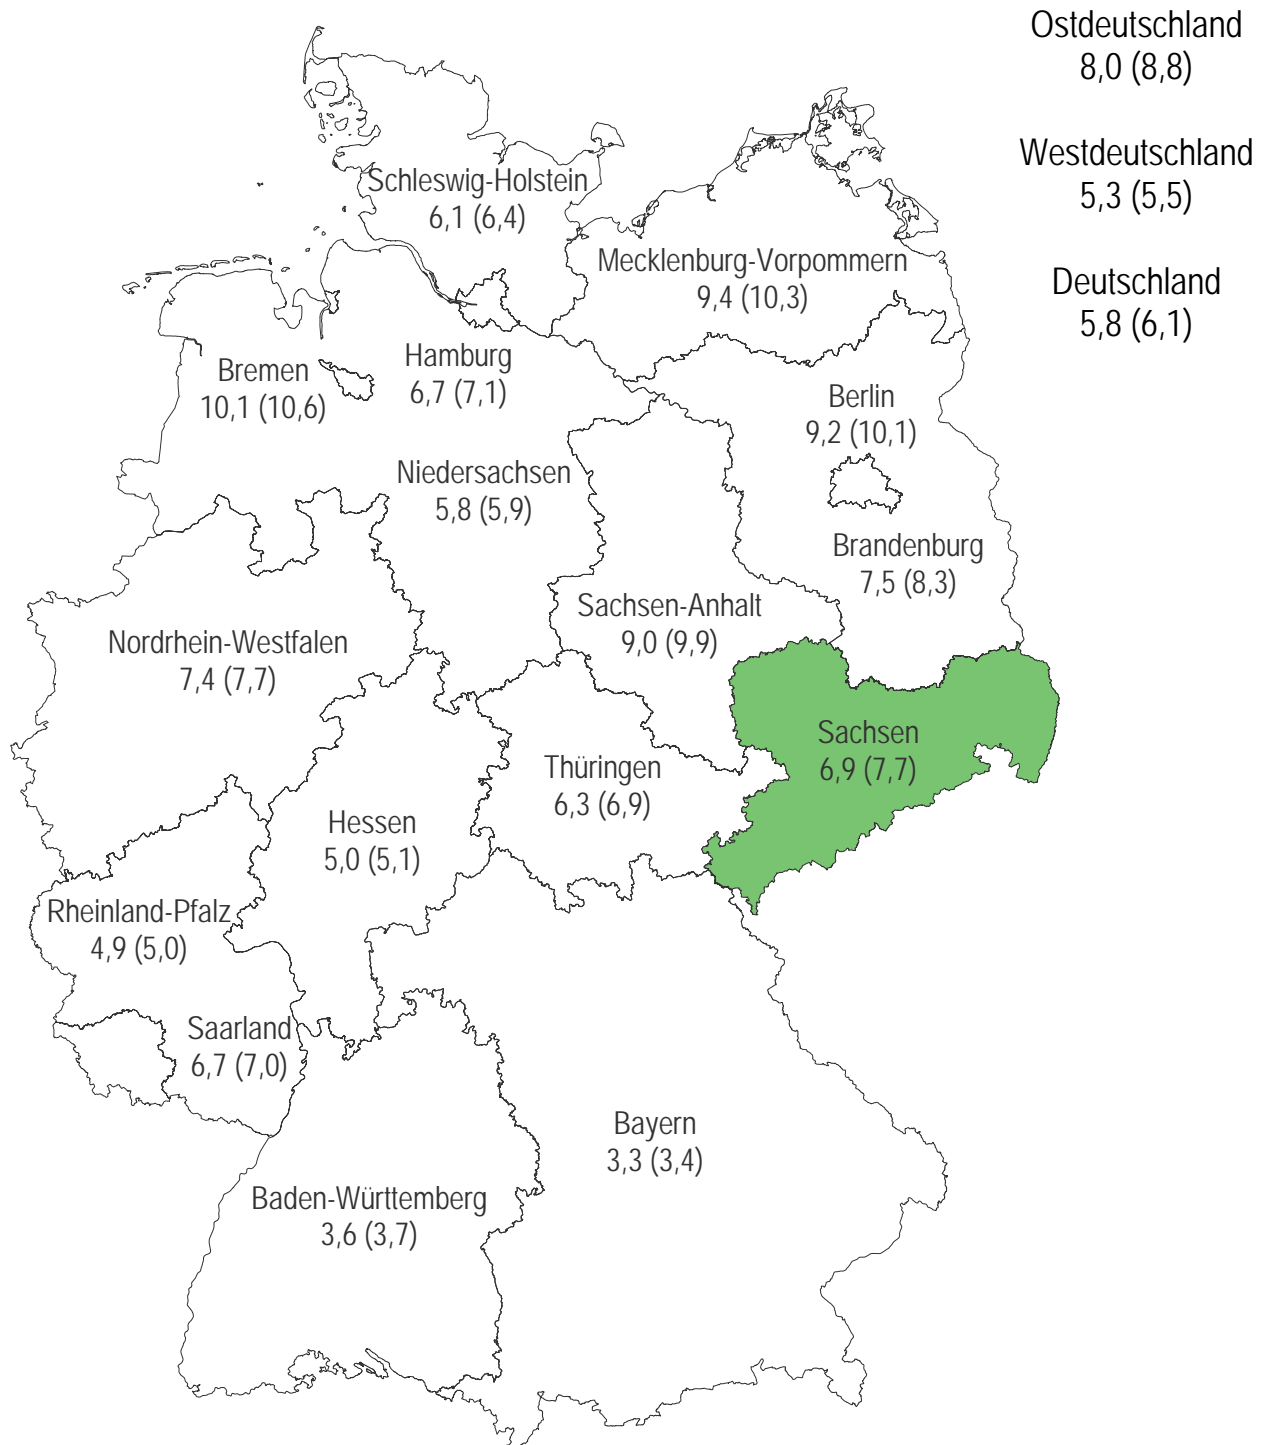 Ostdeutschland
8,0 (8,8)
Westdeutschland
5,3 (5,5)
Deutschland
5,8 (6,1)
Schleswig-Holstein
6,1 (6,4)
Mecklenburg-Vorpommern
9,4 (10,3)
Hamburg
6,7 (7,1)
Bremen
10,1 (10,6)
Berlin
9,2 (10,1)
Niedersachsen
5,8 (5,9)
Brandenburg
7,5 (8,3)
Sachsen-Anhalt
9,0 (9,9)
Nordrhein-Westfalen
7,4 (7,7)
Sachsen
6,9 (7,7)
Thüringen
6,3 (6,9)
Hessen
5,0 (5,1)
Rheinland-Pfalz
4,9 (5,0)
Saarland
6,7 (7,0)
Bayern
3,3 (3,4)
Baden-Württemberg
3,6 (3,7)